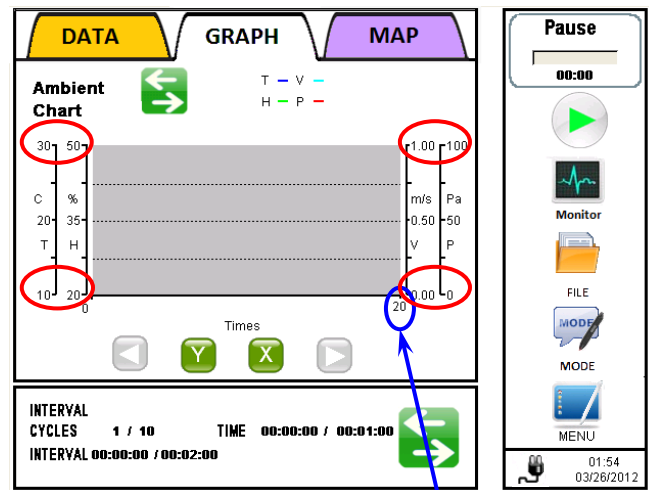 DATA GRAPH MAP
Ambient
Chart
T V
H P
30 50 1.00 100
C % m/s Pa
20 35 0.50 50
T H V P
10 20 0.00 0
0 20
Times
Y X
INTERVAL
CYCLES 1 / 10 TIME 00:00:00 / 00:01:00
INTERVAL 00:00:00 / 00:02:00
Pause
00:00
Monitor
FILE
MODE
MODE
MENU
01:54
03/26/2012